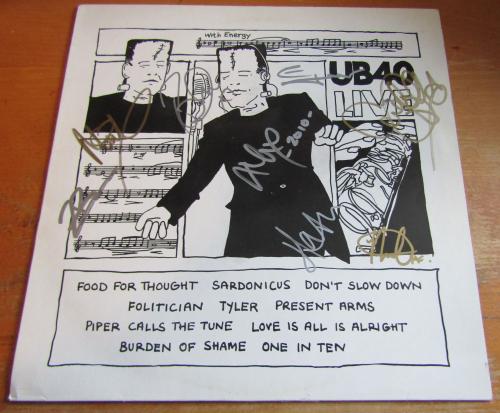 With Energy
UB40
LIVE
-2010-
FOOD FOR THOUGHT SARDONICUS DON'T SLOW DOWN
FOLITICIAN TYLER PRESENT ARMS
PIPER CALLS THE TUNE LOVE IS ALL IS ALRIGHT
BURDEN OF SHAME ONE IN TEN